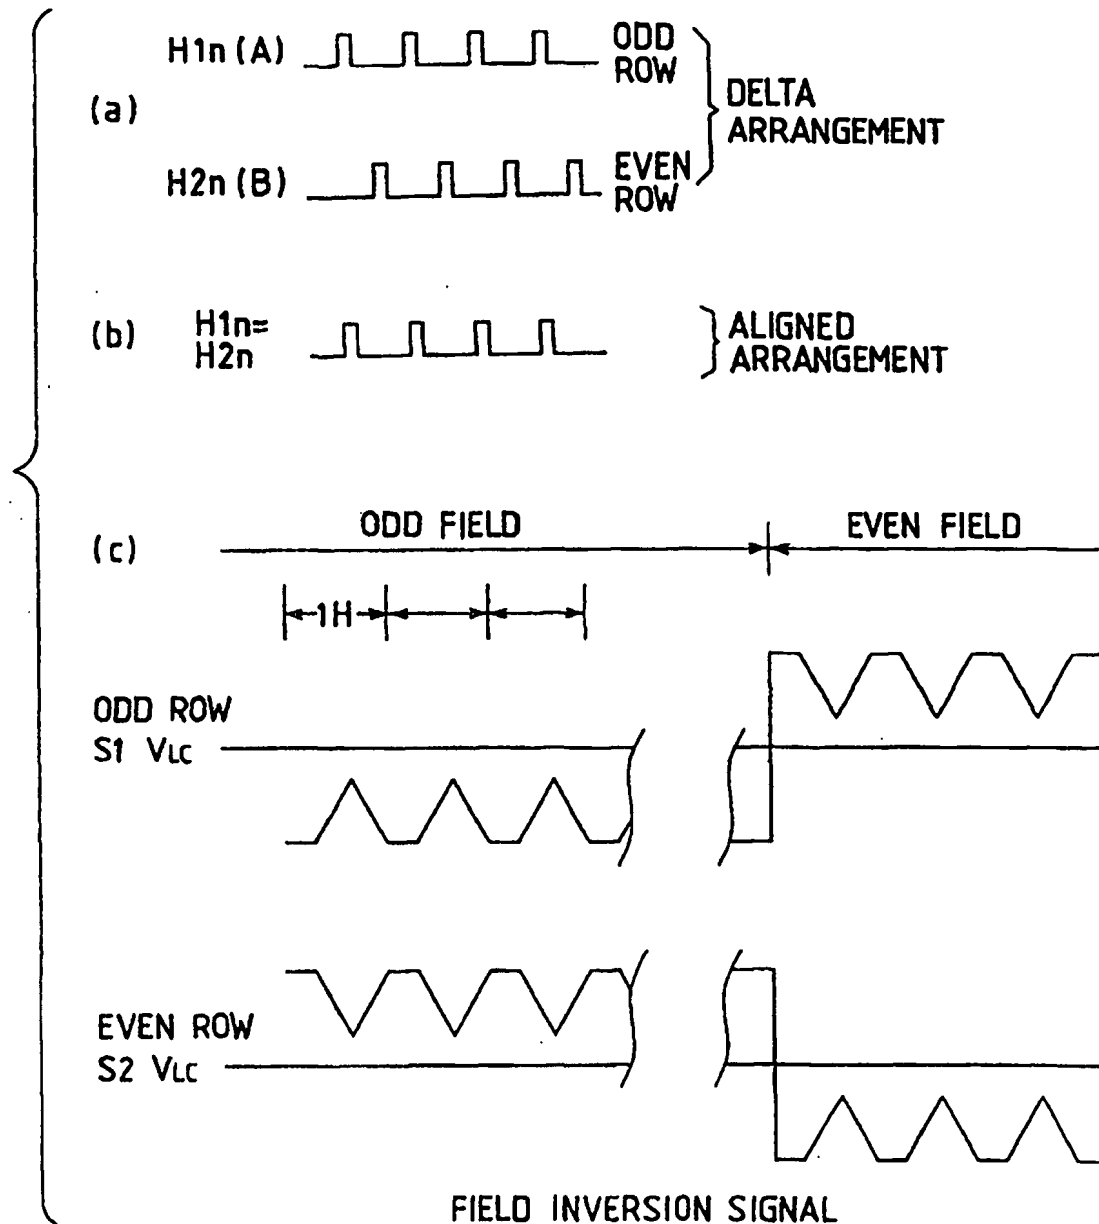 (a)
H1n (A)
ODD
ROW
H2n (B)
EVEN
ROW
DELTA
ARRANGEMENT
(b)
H1n=
H2n
ALIGNED
ARRANGEMENT
(c)
ODD FIELD
EVEN FIELD
1H
ODD ROW
S1 VLC
EVEN ROW
S2 VLC
FIELD INVERSION SIGNAL